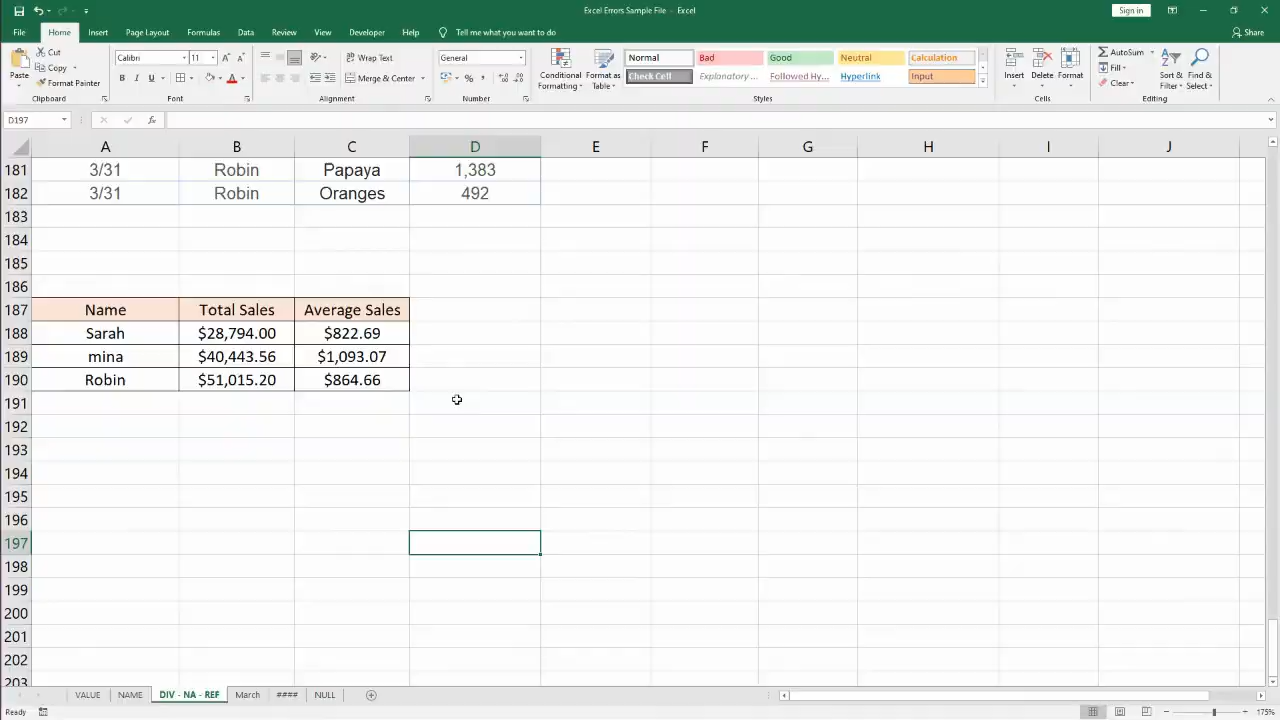 Excel Errors Sample File - Excel
Sign in
File Home Insert Page Layout Formulas Data Review View Developer Help Tell me what you want to do Share
Paste Cut Copy Format Painter Clipboard
Calibri 11 B I U A A A Font
Wrap Text Merge & Center Alignment
General $ % , Number
Conditional Formatting Format as Table
Normal Bad Good Neutral Calculation
Check Cell Explanatory ... Followed Hy... Hyperlink Input
Styles
Insert Delete Format Cells
AutoSum Fill Clear Sort & Filter Find & Select Editing
D197 fx
A B C D E F G H I J
181 3/31 Robin Papaya 1,383
182 3/31 Robin Oranges 492
183
184
185
186
187 Name Total Sales Average Sales
188 Sarah $28,794.00 $822.69
189 mina $40,443.56 $1,093.07
190 Robin $51,015.20 $864.66
191
192
193
194
195
196
197
198
199
200
201
202
203
VALUE NAME DIV - NA - REF March #### NULL
Ready 175%